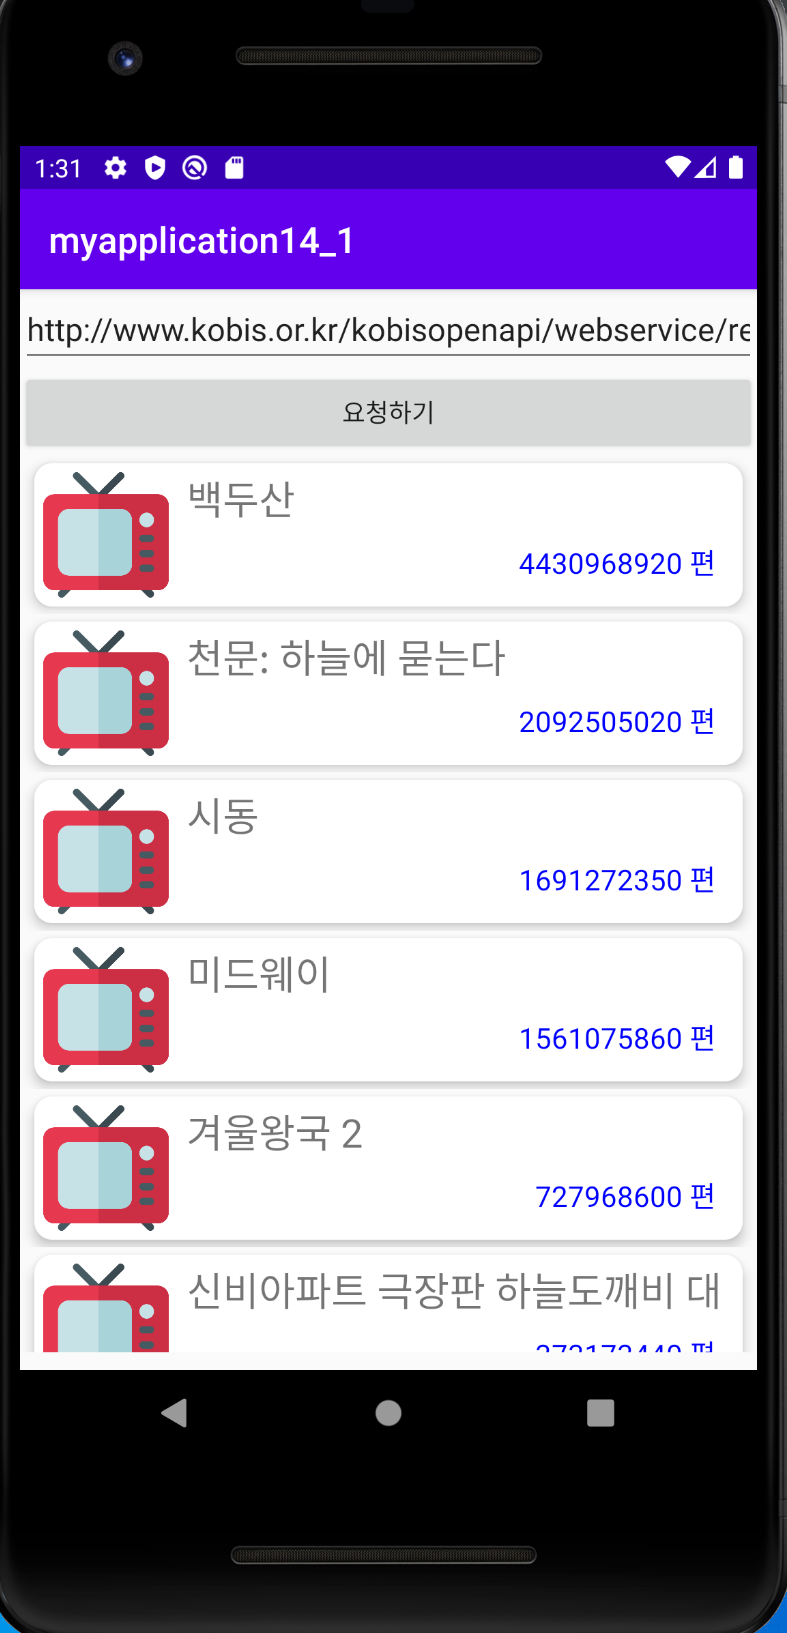 1:31
myapplication14_1
http://www.kobis.or.kr/kobisopenapi/webservice/re
요청하기
백두산
4430968920 편
천문: 하늘에 묻는다
2092505020 편
시동
1691272350 편
미드웨이
1561075860 편
겨울왕국 2
727968600 편
신비아파트 극장판 하늘도깨비 대